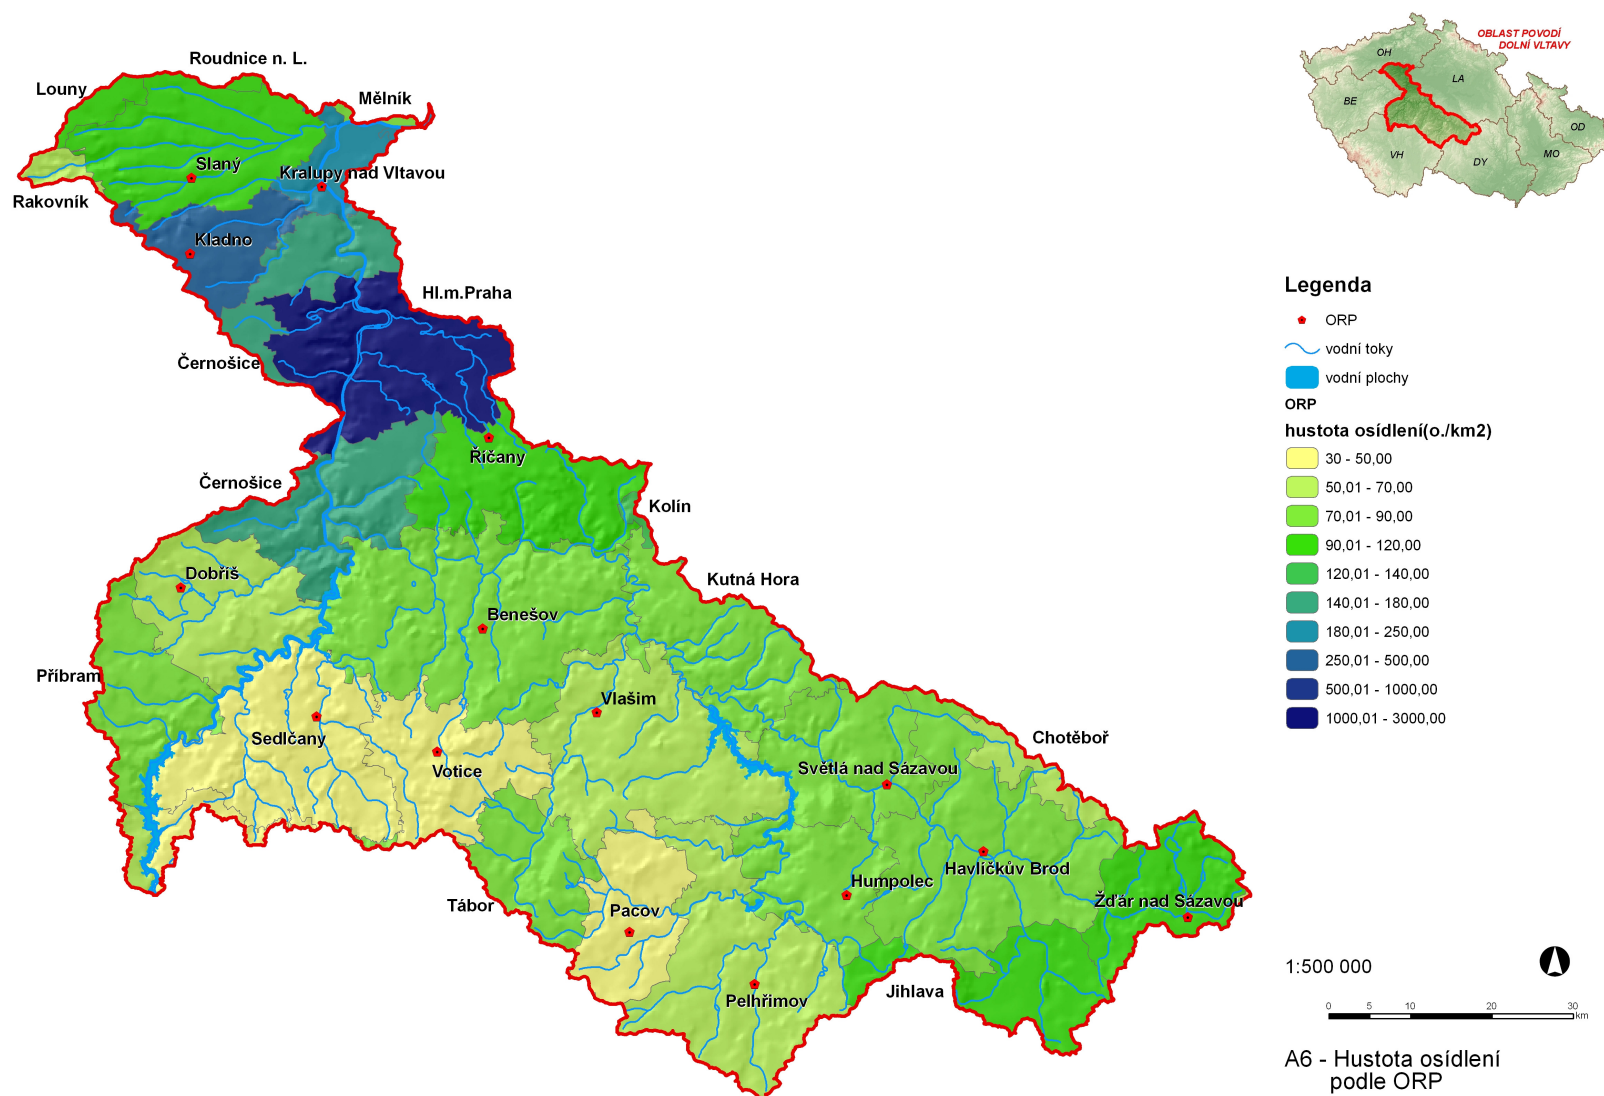 Roudnice n. L.
Louny
Mělník
Slaný
Kralupy nad Vltavou
Rakovník
Kladno
Hl.m.Praha
Černošice
Říčany
Černošice
Kolín
Dobříš
Kutná Hora
Benešov
Příbram
Vlašim
Sedlčany
Votice
Chotěboř
Světlá nad Sázavou
Havlíčkův Brod
Humpolec
Žďár nad Sázavou
Tábor
Pacov
Jihlava
Pelhřimov
OBLAST POVODÍ
DOLNÍ VLTAVY
OH
LA
BE
OD
MO
VH
DY
Legenda
ORP
vodní toky
vodní plochy
ORP
hustota osídlení(o./km2)
30 - 50,00
50,01 - 70,00
70,01 - 90,00
90,01 - 120,00
120,01 - 140,00
140,01 - 180,00
180,01 - 250,00
250,01 - 500,00
500,01 - 1000,00
1000,01 - 3000,00
1:500 000
0 5 10 20 30
km
A6 - Hustota osídlení
podle ORP